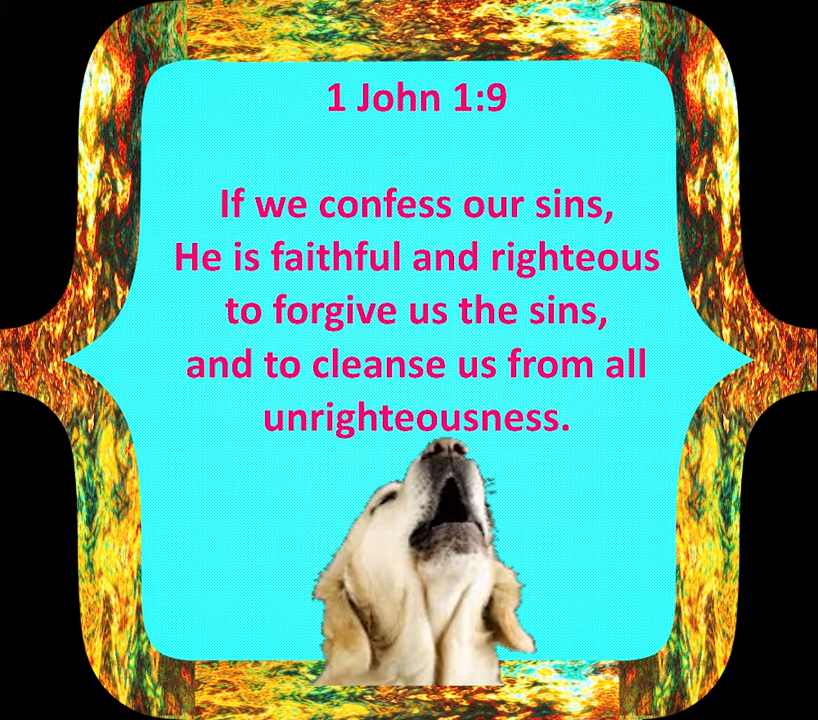 1 John 1:9
If we confess our sins,
He is faithful and righteous
to forgive us the sins,
and to cleanse us from all
unrighteousness.